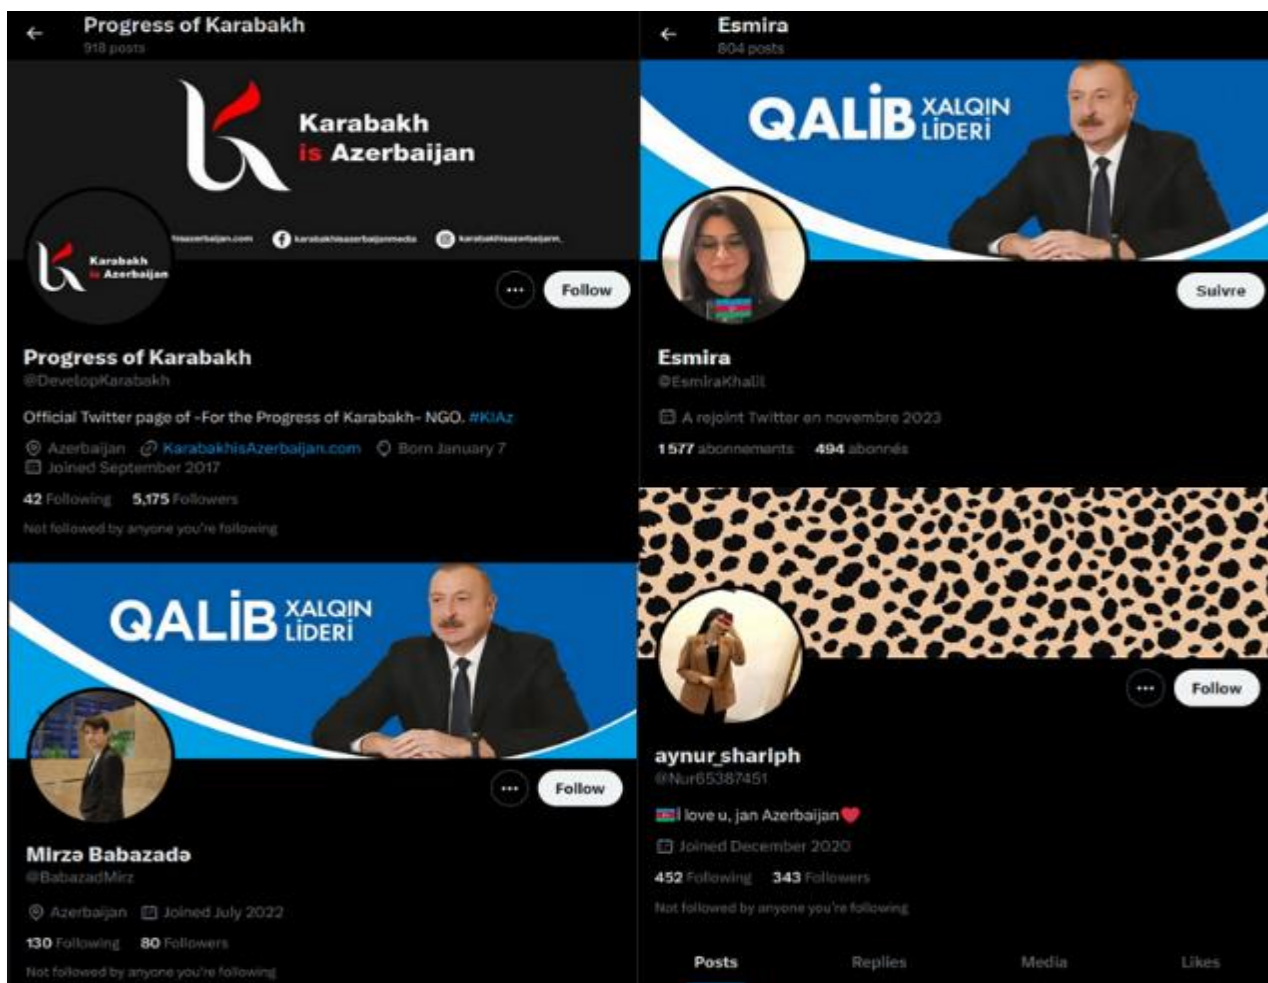 Progress of Karabakh
918 posts
Karabakh
is Azerbaijan
karabakhisazerbaijanmedia
Karabakh
is Azerbaijan
Follow
Progress of Karabakh
@DevelopKarabakh
Official Twitter page of -For the Progress of Karabakh- NGO. #KIAz
Azerbaijan KarabakhisAzerbaijan.com Born January 7
Joined September 2017
42 Following 5,175 Followers
Not followed by anyone you're following
QALİB XALQIN
LİDERİ
Follow
Mirzə Babazadə
@BabazadMirz
Azerbaijan Joined July 2022
130 Following 80 Followers
Not followed by anyone you're following
Esmira
804 posts
QALİB XALQIN
LİDERİ
Suivre
Esmira
@EsmiraKhalil
A rejoint Twitter en novembre 2023
1 577 abonnements 494 abonnés
Follow
aynur_shariph
@Nur65387451
🇦🇿I love u, jan Azerbaijan❤️
Joined December 2020
452 Following 343 Followers
Not followed by anyone you're following
Posts Replies Media Likes